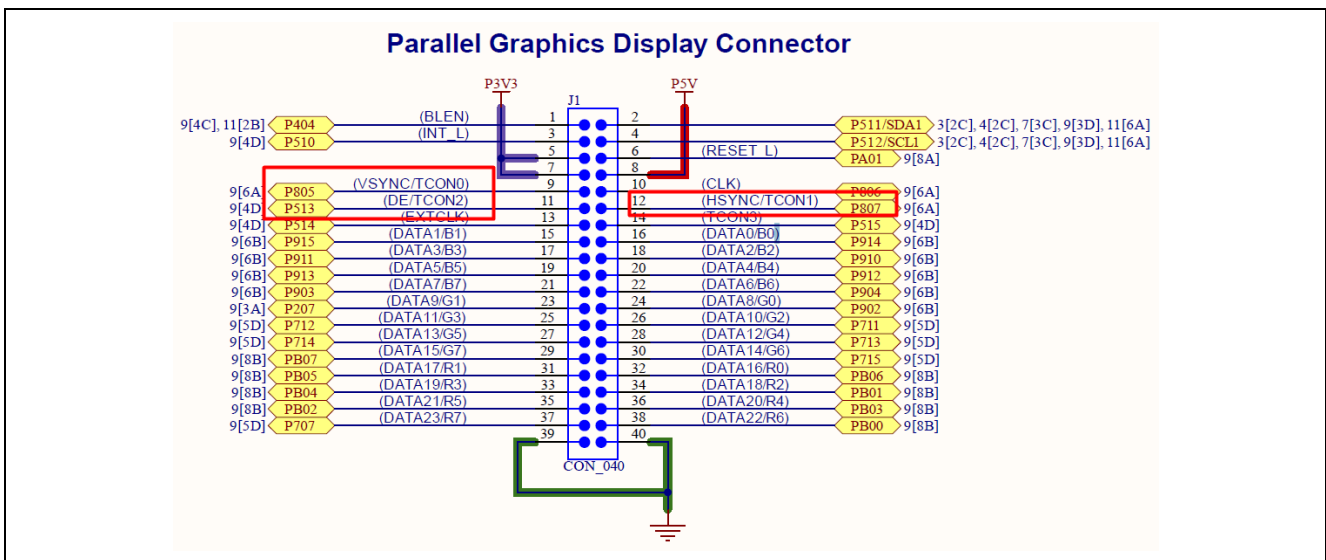 Parallel Graphics Display Connector
P3V3 P5V
J1
9[4C], 11[2B] P404 (BLEN) 1 2 P511/SDA1 3[2C], 4[2C], 7[3C], 9[3D], 11[6A]
9[4D] P510 (INT_L) 3 4 P512/SCL1 3[2C], 4[2C], 7[3C], 9[3D], 11[6A]
5 6 (RESET_L) PA01 9[8A]
7 8
9[6A] P805 (VSYNC/TCON0) 9 10 (CLK) P806 9[6A]
9[4D] P513 (DE/TCON2) 11 12 (HSYNC/TCON1) P807 9[6A]
9[4D] P514 (EXTCLK) 13 14 (TCON3) P515 9[4D]
9[6B] P915 (DATA1/B1) 15 16 (DATA0/B0) P914 9[6B]
9[6B] P911 (DATA3/B3) 17 18 (DATA2/B2) P910 9[6B]
9[6B] P913 (DATA5/B5) 19 20 (DATA4/B4) P912 9[6B]
9[6B] P903 (DATA7/B7) 21 22 (DATA6/B6) P904 9[6B]
9[3A] P207 (DATA9/G1) 23 24 (DATA8/G0) P902 9[6B]
9[5D] P712 (DATA11/G3) 25 26 (DATA10/G2) P711 9[5D]
9[5D] P714 (DATA13/G5) 27 28 (DATA12/G4) P713 9[5D]
9[8B] PB07 (DATA15/G7) 29 30 (DATA14/G6) P715 9[5D]
9[8B] PB05 (DATA17/R1) 31 32 (DATA16/R0) PB06 9[8B]
9[8B] PB04 (DATA19/R3) 33 34 (DATA18/R2) PB01 9[8B]
9[8B] PB02 (DATA21/R5) 35 36 (DATA20/R4) PB03 9[8B]
9[5D] P707 (DATA23/R7) 37 38 (DATA22/R6) PB00 9[8B]
39 40
CON_040